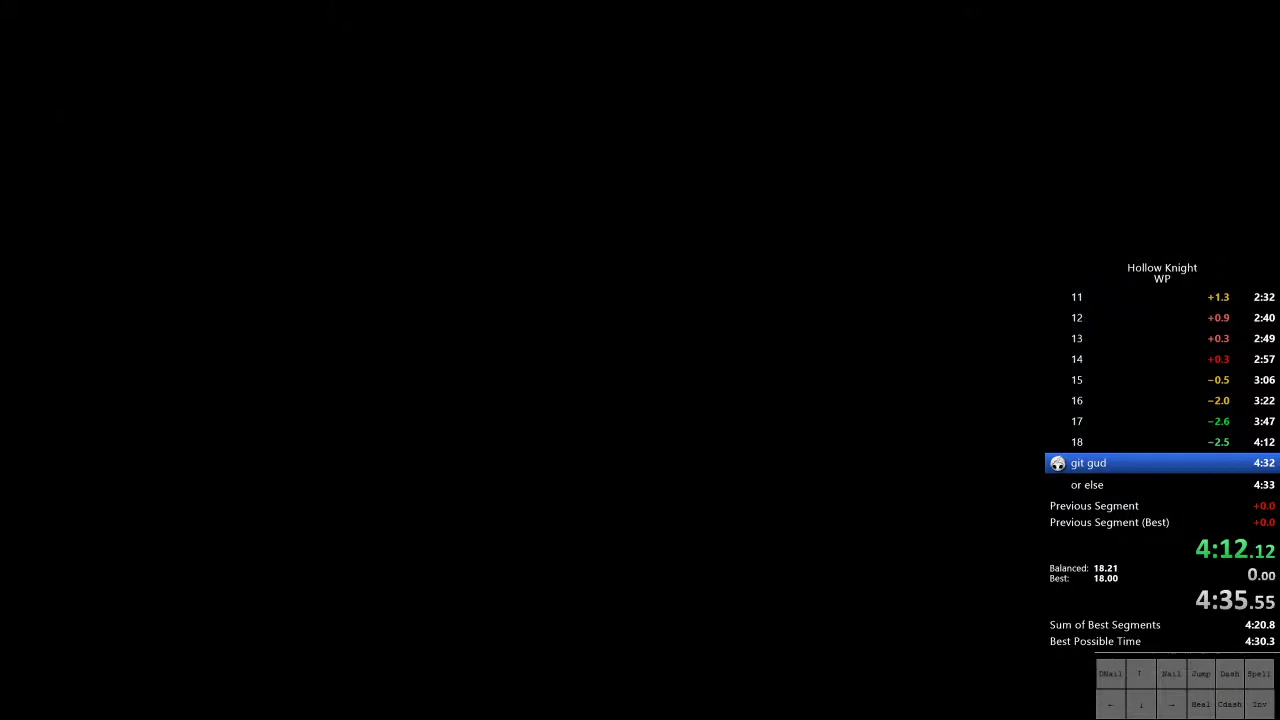 Hollow Knight
WP
11 +1.3 2:32
12 +0.9 2:40
13 +0.3 2:49
14 +0.3 2:57
15 −0.5 3:06
16 −2.0 3:22
17 −2.6 3:47
18 −2.5 4:12
git gud 4:32
or else 4:33
Previous Segment +0.0
Previous Segment (Best) +0.0
4:12.12
Balanced: 18.21
Best: 18.00
0.00
4:35.55
Sum of Best Segments 4:20.8
Best Possible Time 4:30.3
DNail ↑ Nail Jump Dash Spell
← ↓ → Heal Cdash Inv